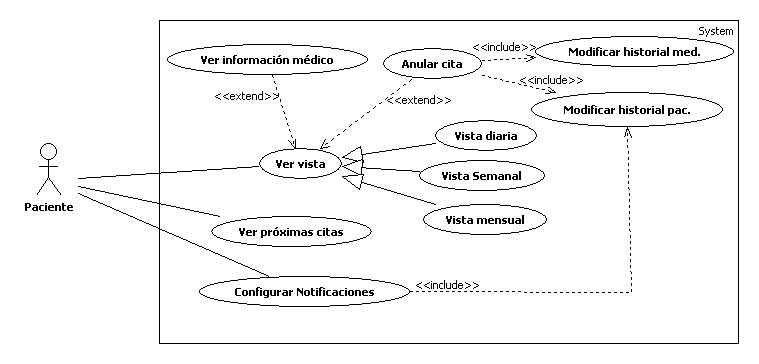 System
Ver información médico
Anular cita
<<include>>
Modificar historial med.
<<include>>
<<extend>>
<<extend>>
Modificar historial pac.
Vista diaria
Ver vista
Vista Semanal
Paciente
Vista mensual
Ver próximas citas
Configurar Notificaciones
<<include>>